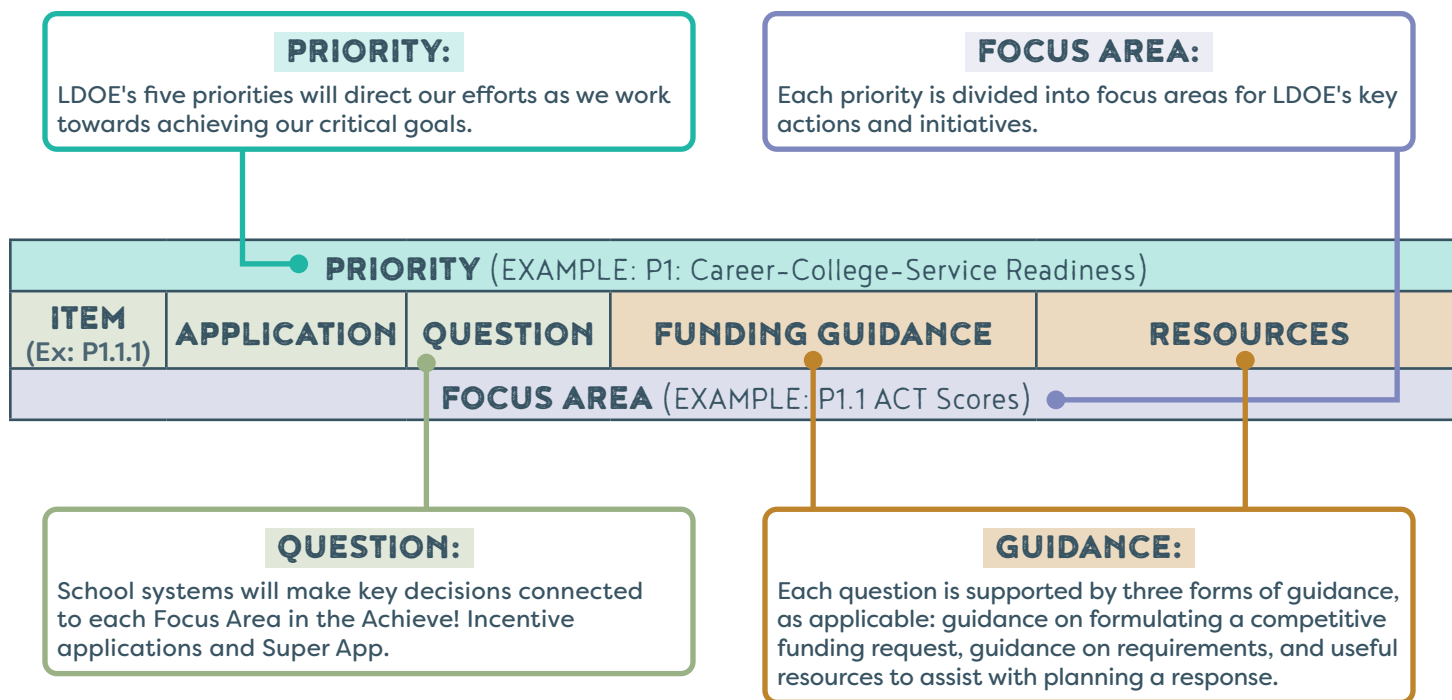 PRIORITY:
LDOE's five priorities will direct our efforts as we work
towards achieving our critical goals.
FOCUS AREA:
Each priority is divided into focus areas for LDOE's key
actions and initiatives.
PRIORITY (EXAMPLE: P1: Career-College-Service Readiness)
ITEM
(Ex: P1.1.1)
APPLICATION
QUESTION
FUNDING GUIDANCE
RESOURCES
FOCUS AREA (EXAMPLE: P1.1 ACT Scores)
QUESTION:
School systems will make key decisions connected
to each Focus Area in the Achieve! Incentive
applications and Super App.
GUIDANCE:
Each question is supported by three forms of guidance,
as applicable: guidance on formulating a competitive
funding request, guidance on requirements, and useful
resources to assist with planning a response.